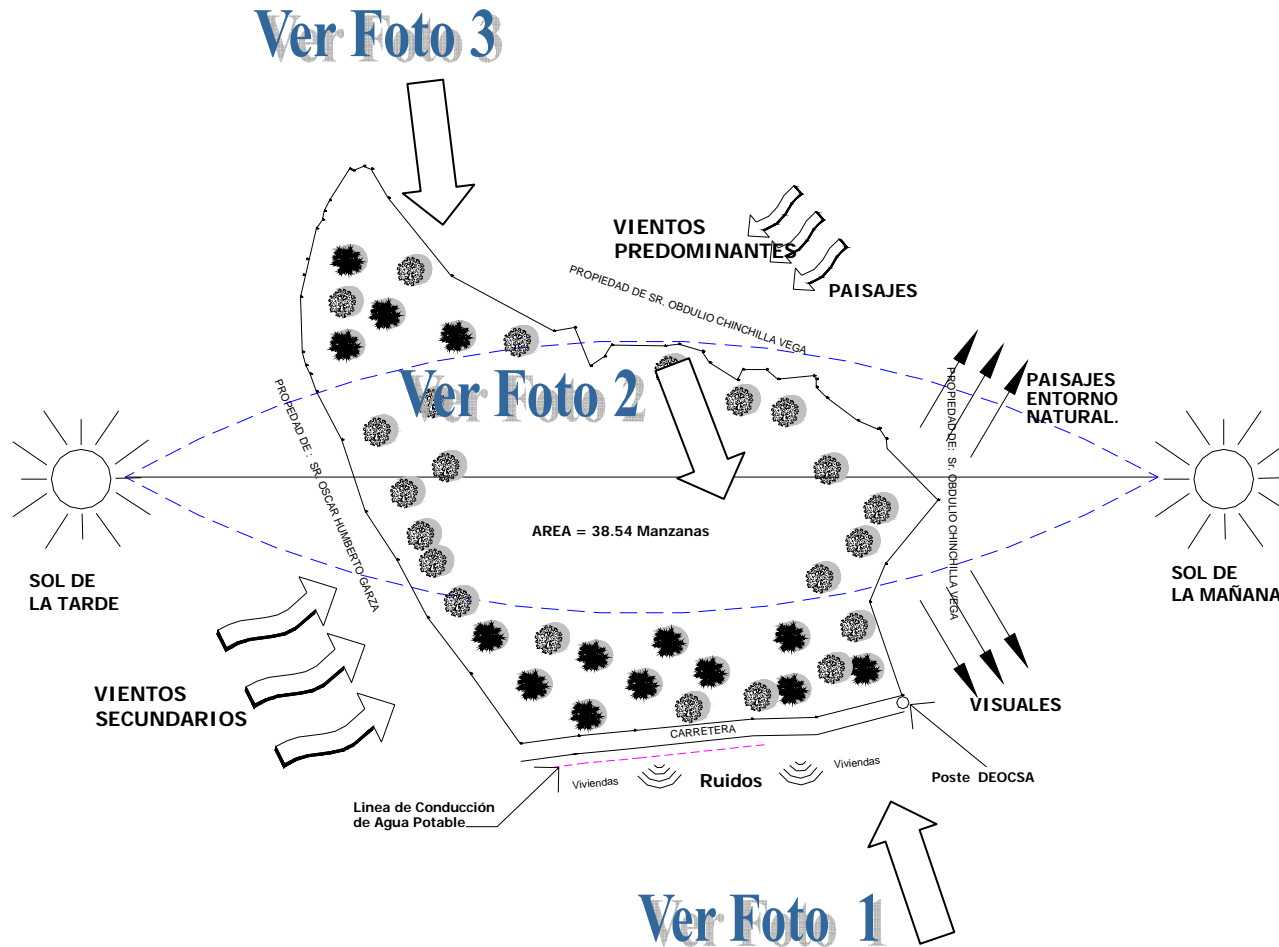 Ver Foto 3
VIENTOS
PREDOMINANTES
PAISAJES
PROPIEDAD DE SR. OBDULIO CHINCHILLA VEGA
Ver Foto 2
PAISAJES
ENTORNO
NATURAL.
PROPIEDAD DE: Sr. OBDULIO CHINCHILLA VEGA
PROPEDAD DE : SR. OSCAR HUMBERTO GARZA
AREA = 38.54 Manzanas
SOL DE
LA TARDE
SOL DE
LA MAÑANA
VIENTOS
SECUNDARIOS
VISUALES
CARRETERA
Viviendas
Ruidos
Viviendas
Poste DEOCSA
Linea de Conducción
de Agua Potable
Ver Foto 1